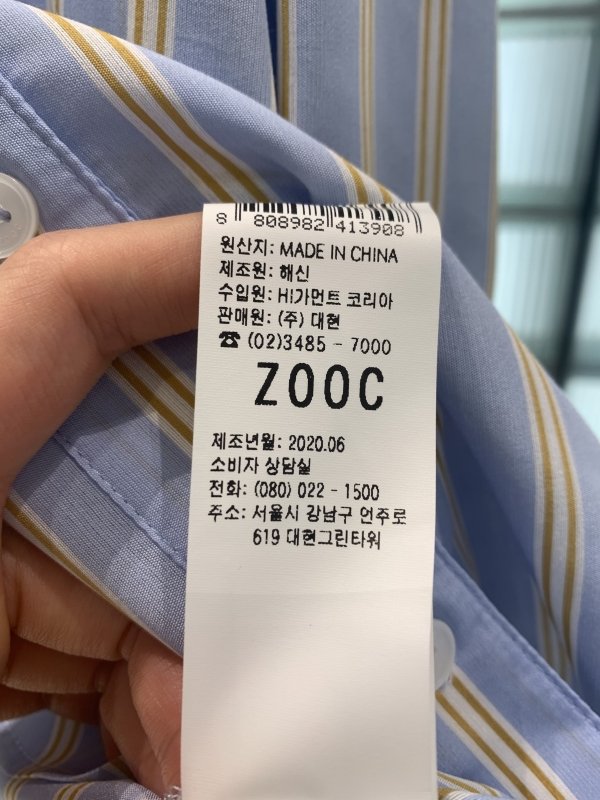 8 808982 413908
원산지: MADE IN CHINA
제조원: 해신
수입원: HI가먼트 코리아
판매원: (주) 대현
☎ (02)3485 - 7000
ZOOC
제조년월: 2020.06
소비자 상담실
전화: (080) 022 - 1500
주소: 서울시 강남구 언주로
619 대현그린타워